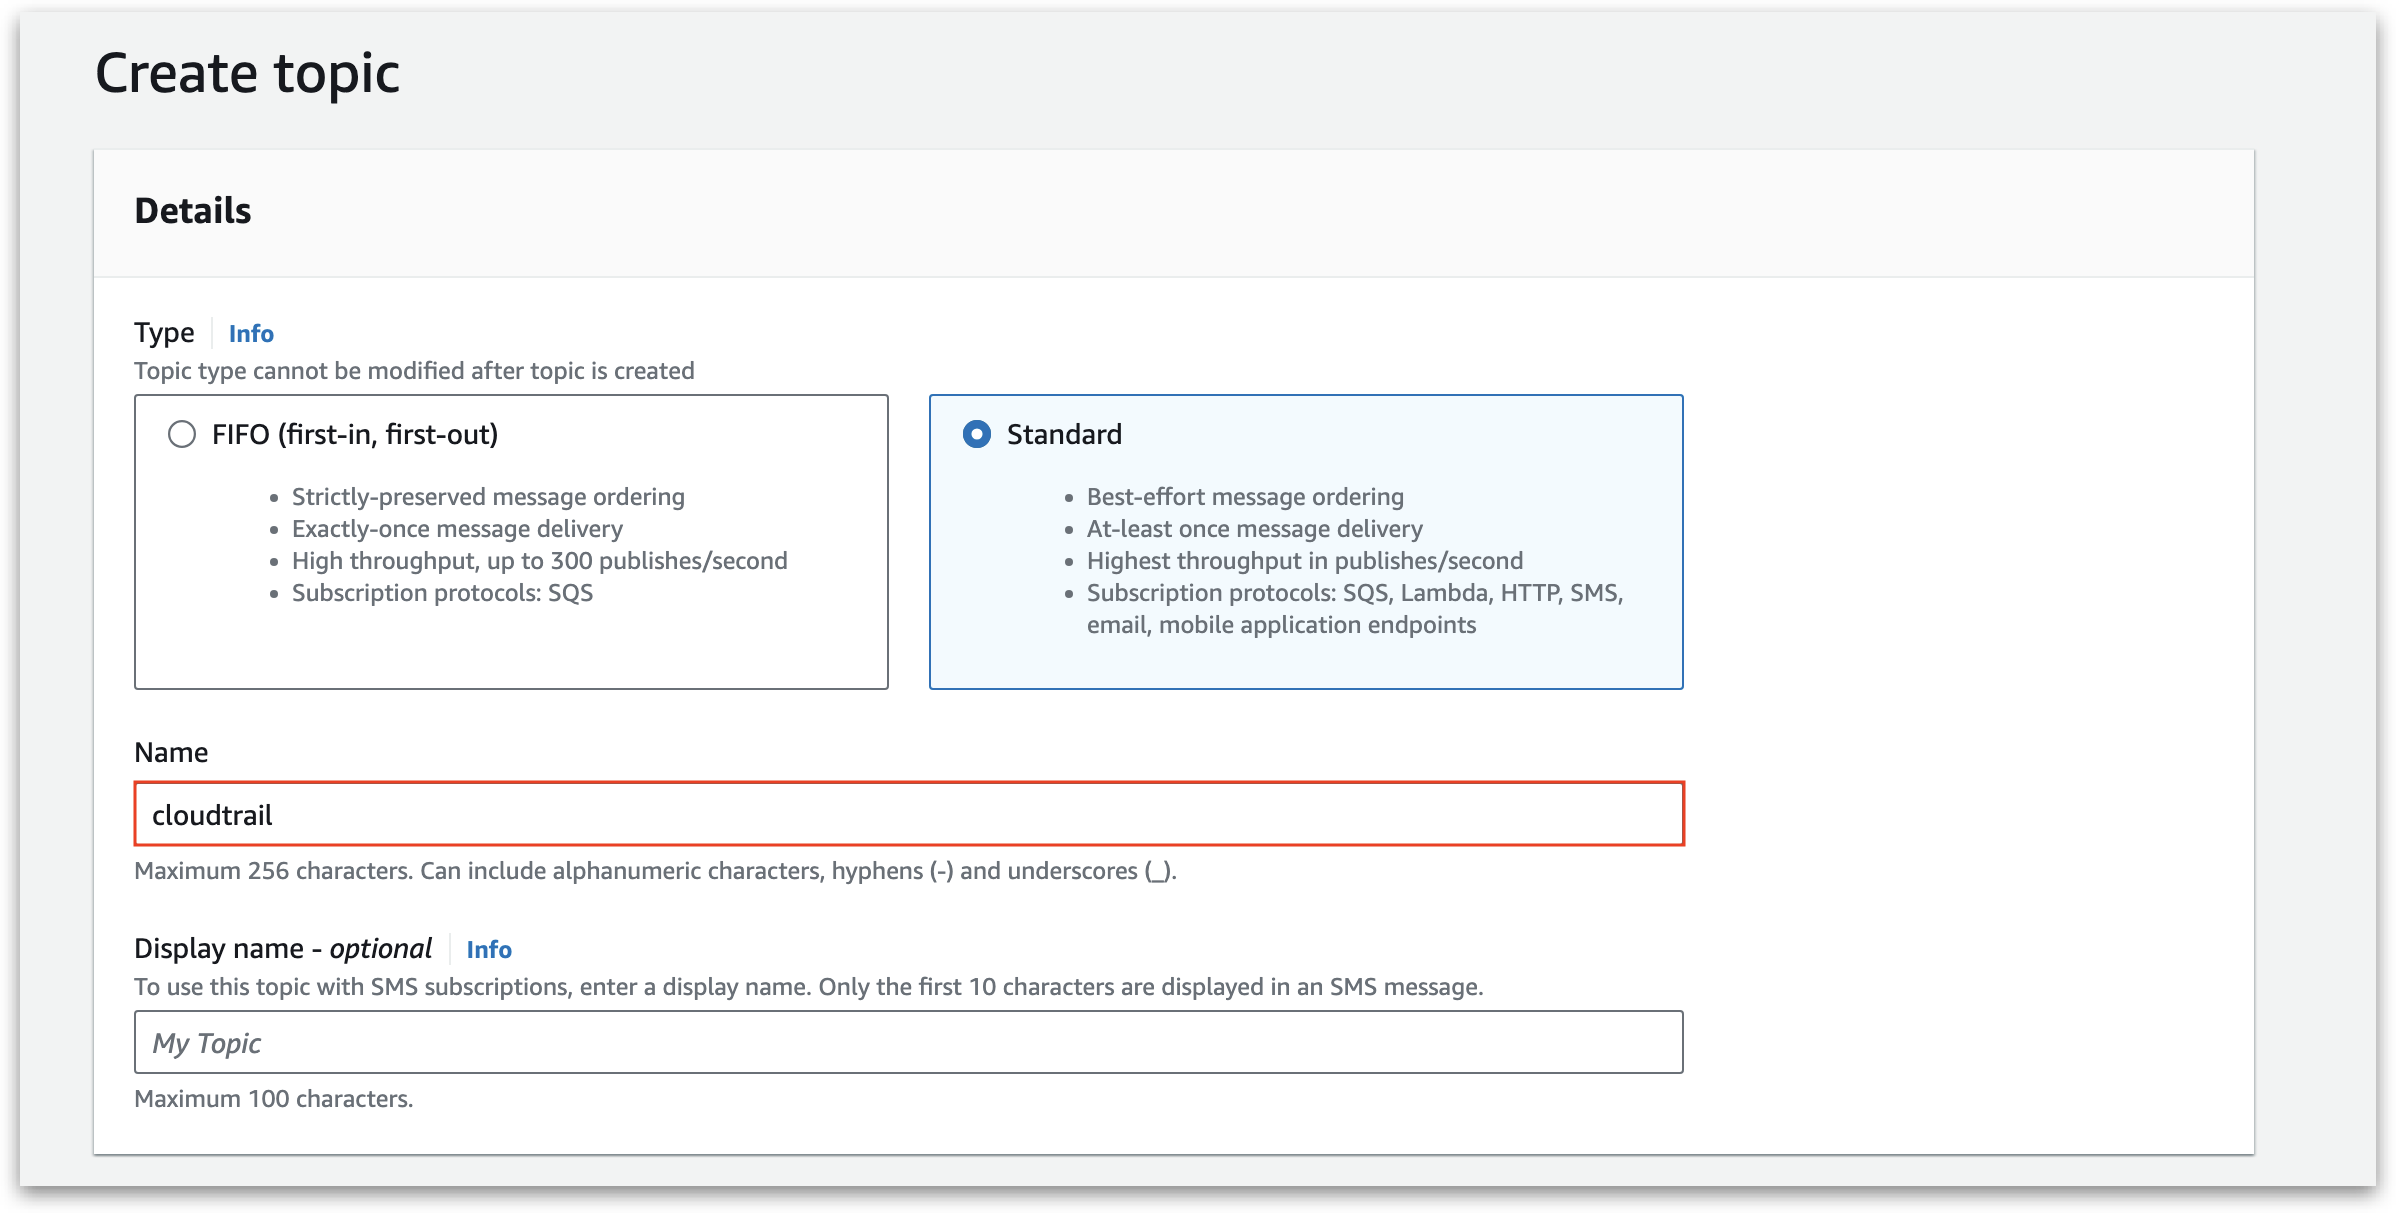 Create topic
Details
Type Info
Topic type cannot be modified after topic is created
FIFO (first-in, first-out)
• Strictly-preserved message ordering
• Exactly-once message delivery
• High throughput, up to 300 publishes/second
• Subscription protocols: SQS
Standard
• Best-effort message ordering
• At-least once message delivery
• Highest throughput in publishes/second
• Subscription protocols: SQS, Lambda, HTTP, SMS,
email, mobile application endpoints
Name
cloudtrail
Maximum 256 characters. Can include alphanumeric characters, hyphens (-) and underscores (_).
Display name - optional Info
To use this topic with SMS subscriptions, enter a display name. Only the first 10 characters are displayed in an SMS message.
My Topic
Maximum 100 characters.